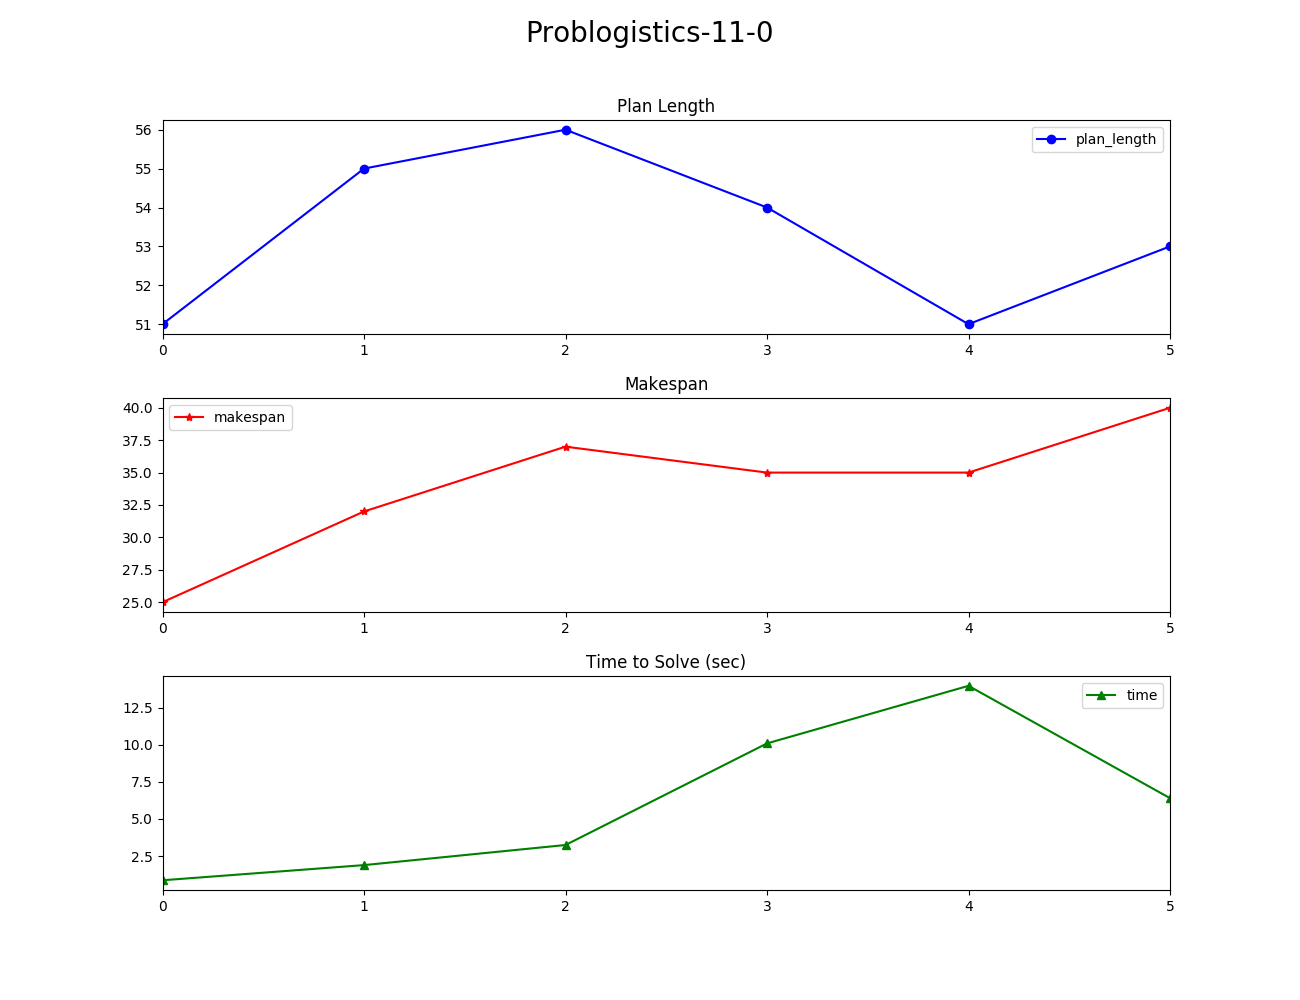 Problogistics-11-0
Plan Length
56
55
54
53
52
51
plan_length
0 1 2 3 4 5
Makespan
40.0
37.5
35.0
32.5
30.0
27.5
25.0
makespan
0 1 2 3 4 5
Time to Solve (sec)
12.5
10.0
7.5
5.0
2.5
time
0 1 2 3 4 5